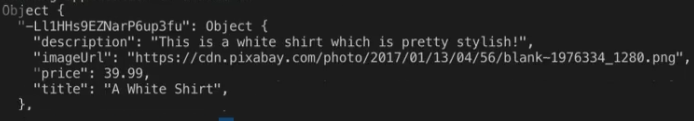 Object {
"-Ll1HHs9EZNarP6up3fu": Object {
"description": "This is a white shirt which is pretty stylish!",
"imageUrl": "https://cdn.pixabay.com/photo/2017/01/13/04/56/blank-1976334_1280.png",
"price": 39.99,
"title": "A White Shirt",
},